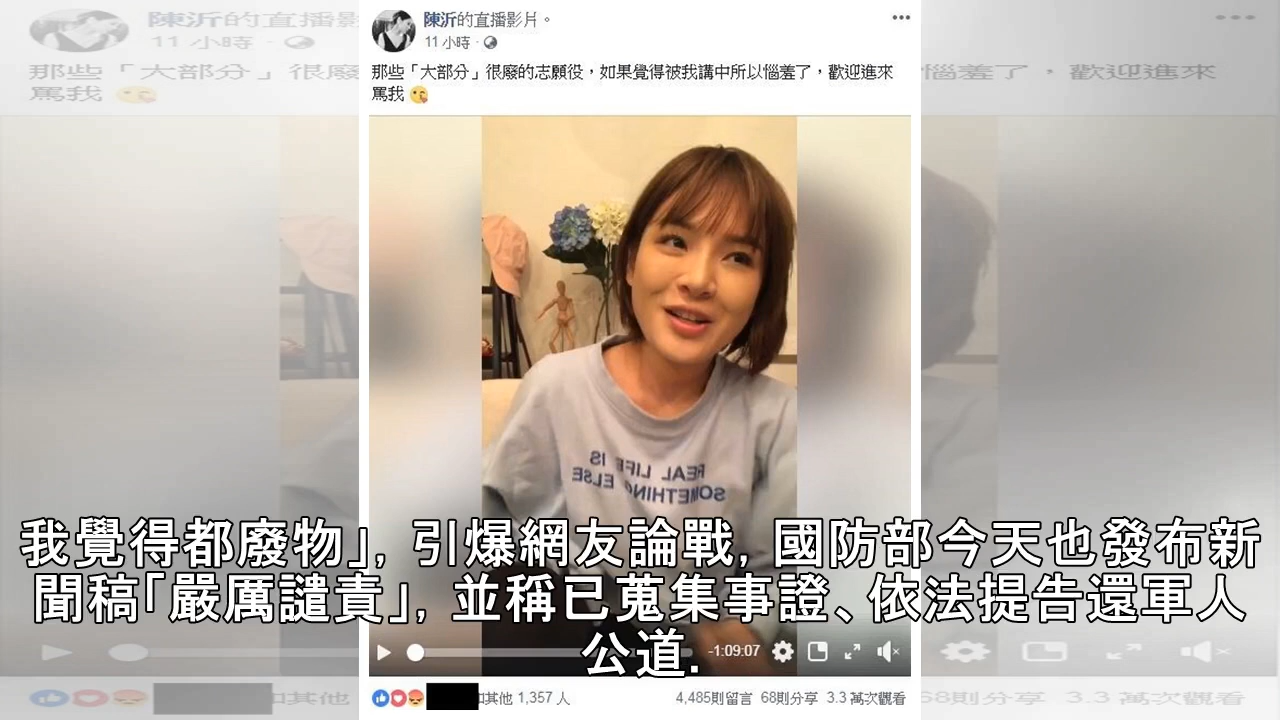 陳沂的直播影片。
11 小時
那些「大部分」很廢的志願役，如果覺得被我講中所以惱羞了，歡迎進來
罵我
REAL LIFE IS
SOMETHING ELSE
我覺得都廢物」, 引爆網友論戰, 國防部今天也發布新
聞稿「嚴厲譴責」, 並稱已蒐集事證、依法提告還軍人
公道.
-1:09:07
和其他 1,357 人
4,485則留言 68則分享 3.3 萬次觀看